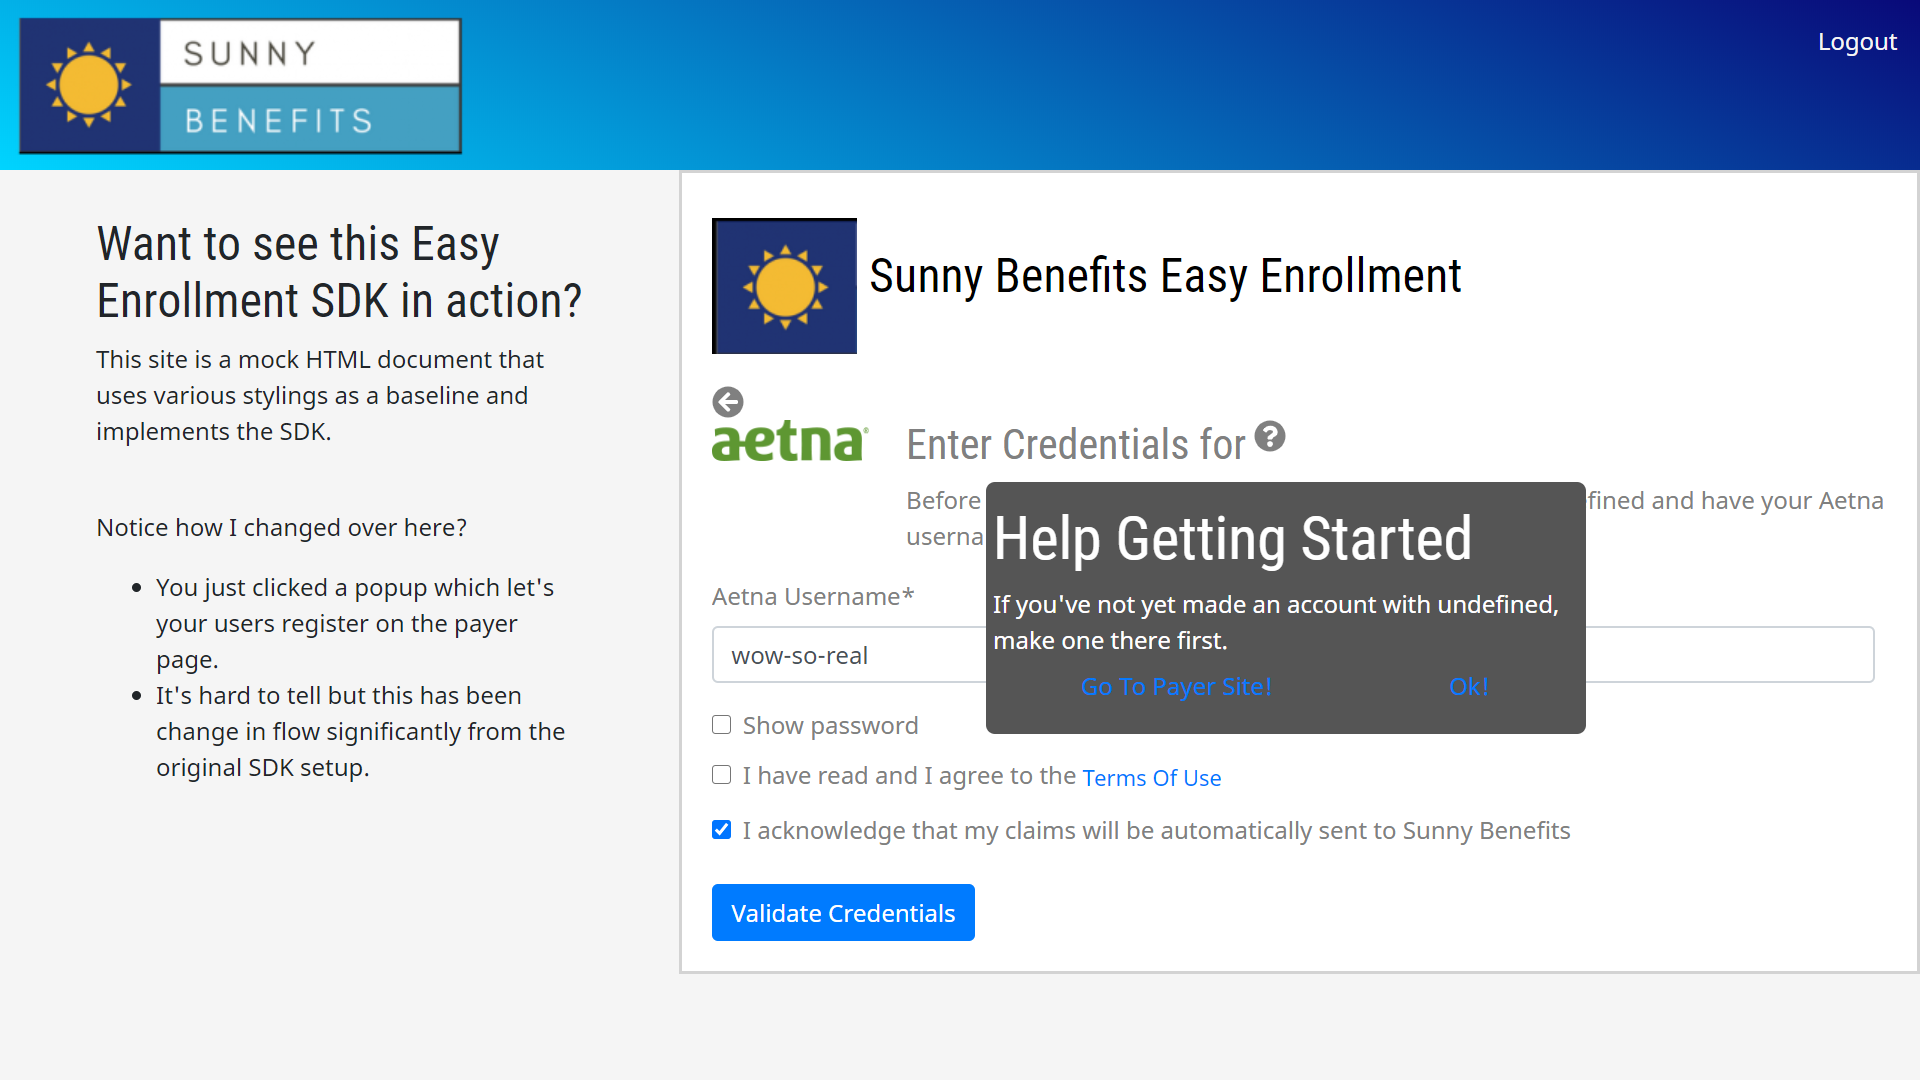 SUNNY
BENEFITS
Logout
Want to see this Easy
Enrollment SDK in action?
This site is a mock HTML document that
uses various stylings as a baseline and
implements the SDK.
Notice how I changed over here?
You just clicked a popup which let's
your users register on the payer
page.
It's hard to tell but this has been
change in flow significantly from the
original SDK setup.
Sunny Benefits Easy Enrollment
aetna®
Enter Credentials for
Before fined and have your Aetna
userna
Help Getting Started
If you've not yet made an account with undefined,
make one there first.
Go To Payer Site! Ok!
Aetna Username*
wow-so-real
Show password
I have read and I agree to the Terms Of Use
I acknowledge that my claims will be automatically sent to Sunny Benefits
Validate Credentials